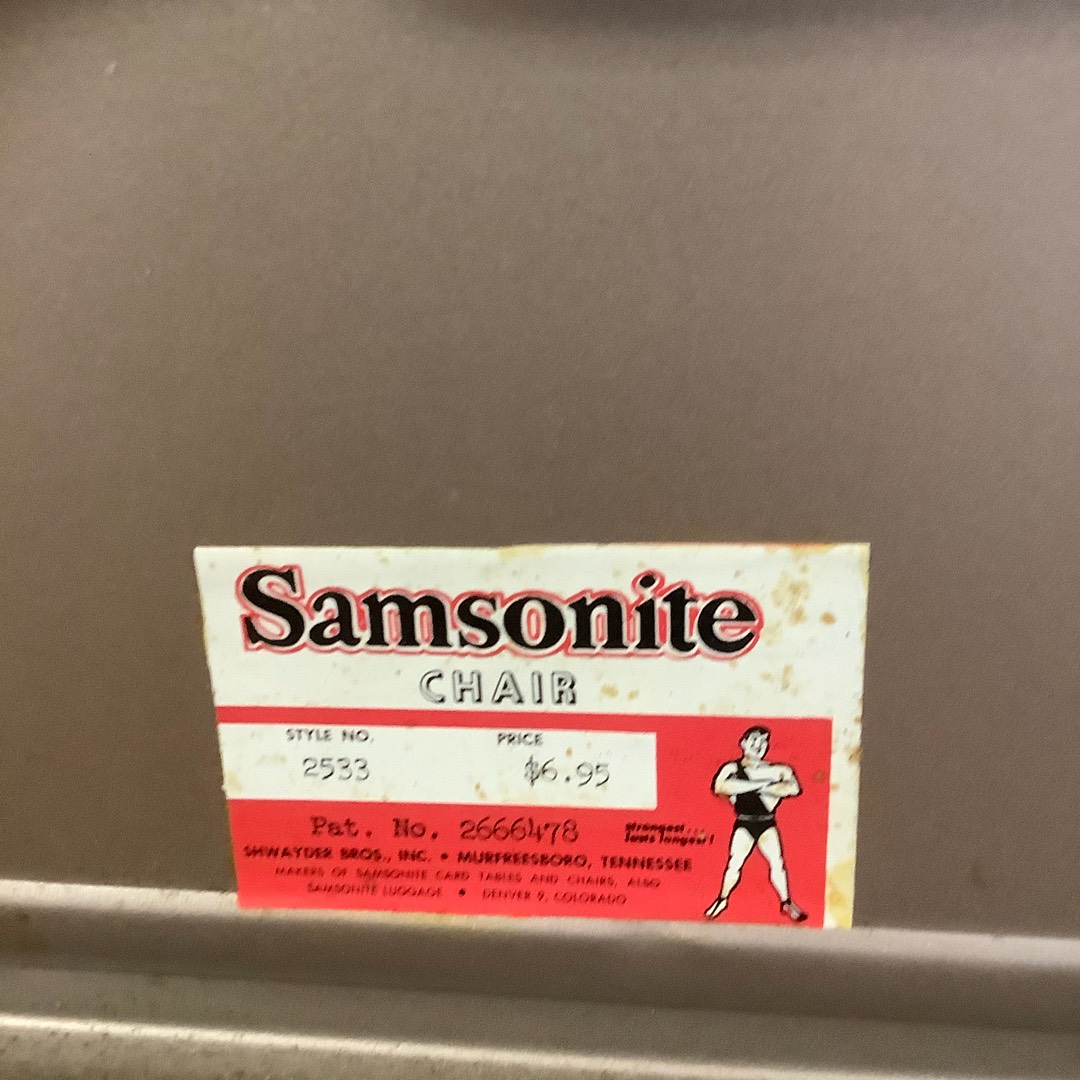 Samsonite
CHAIR
STYLE NO. PRICE
2533 $6.95
Pat. No. 2666478
strongest...
lasts longest!
SHWAYDER BROS., INC. • MURFREESBORO, TENNESSEE
MAKERS OF SAMSONITE CARD TABLES AND CHAIRS, ALSO
SAMSONITE LUGGAGE • DENVER 9, COLORADO